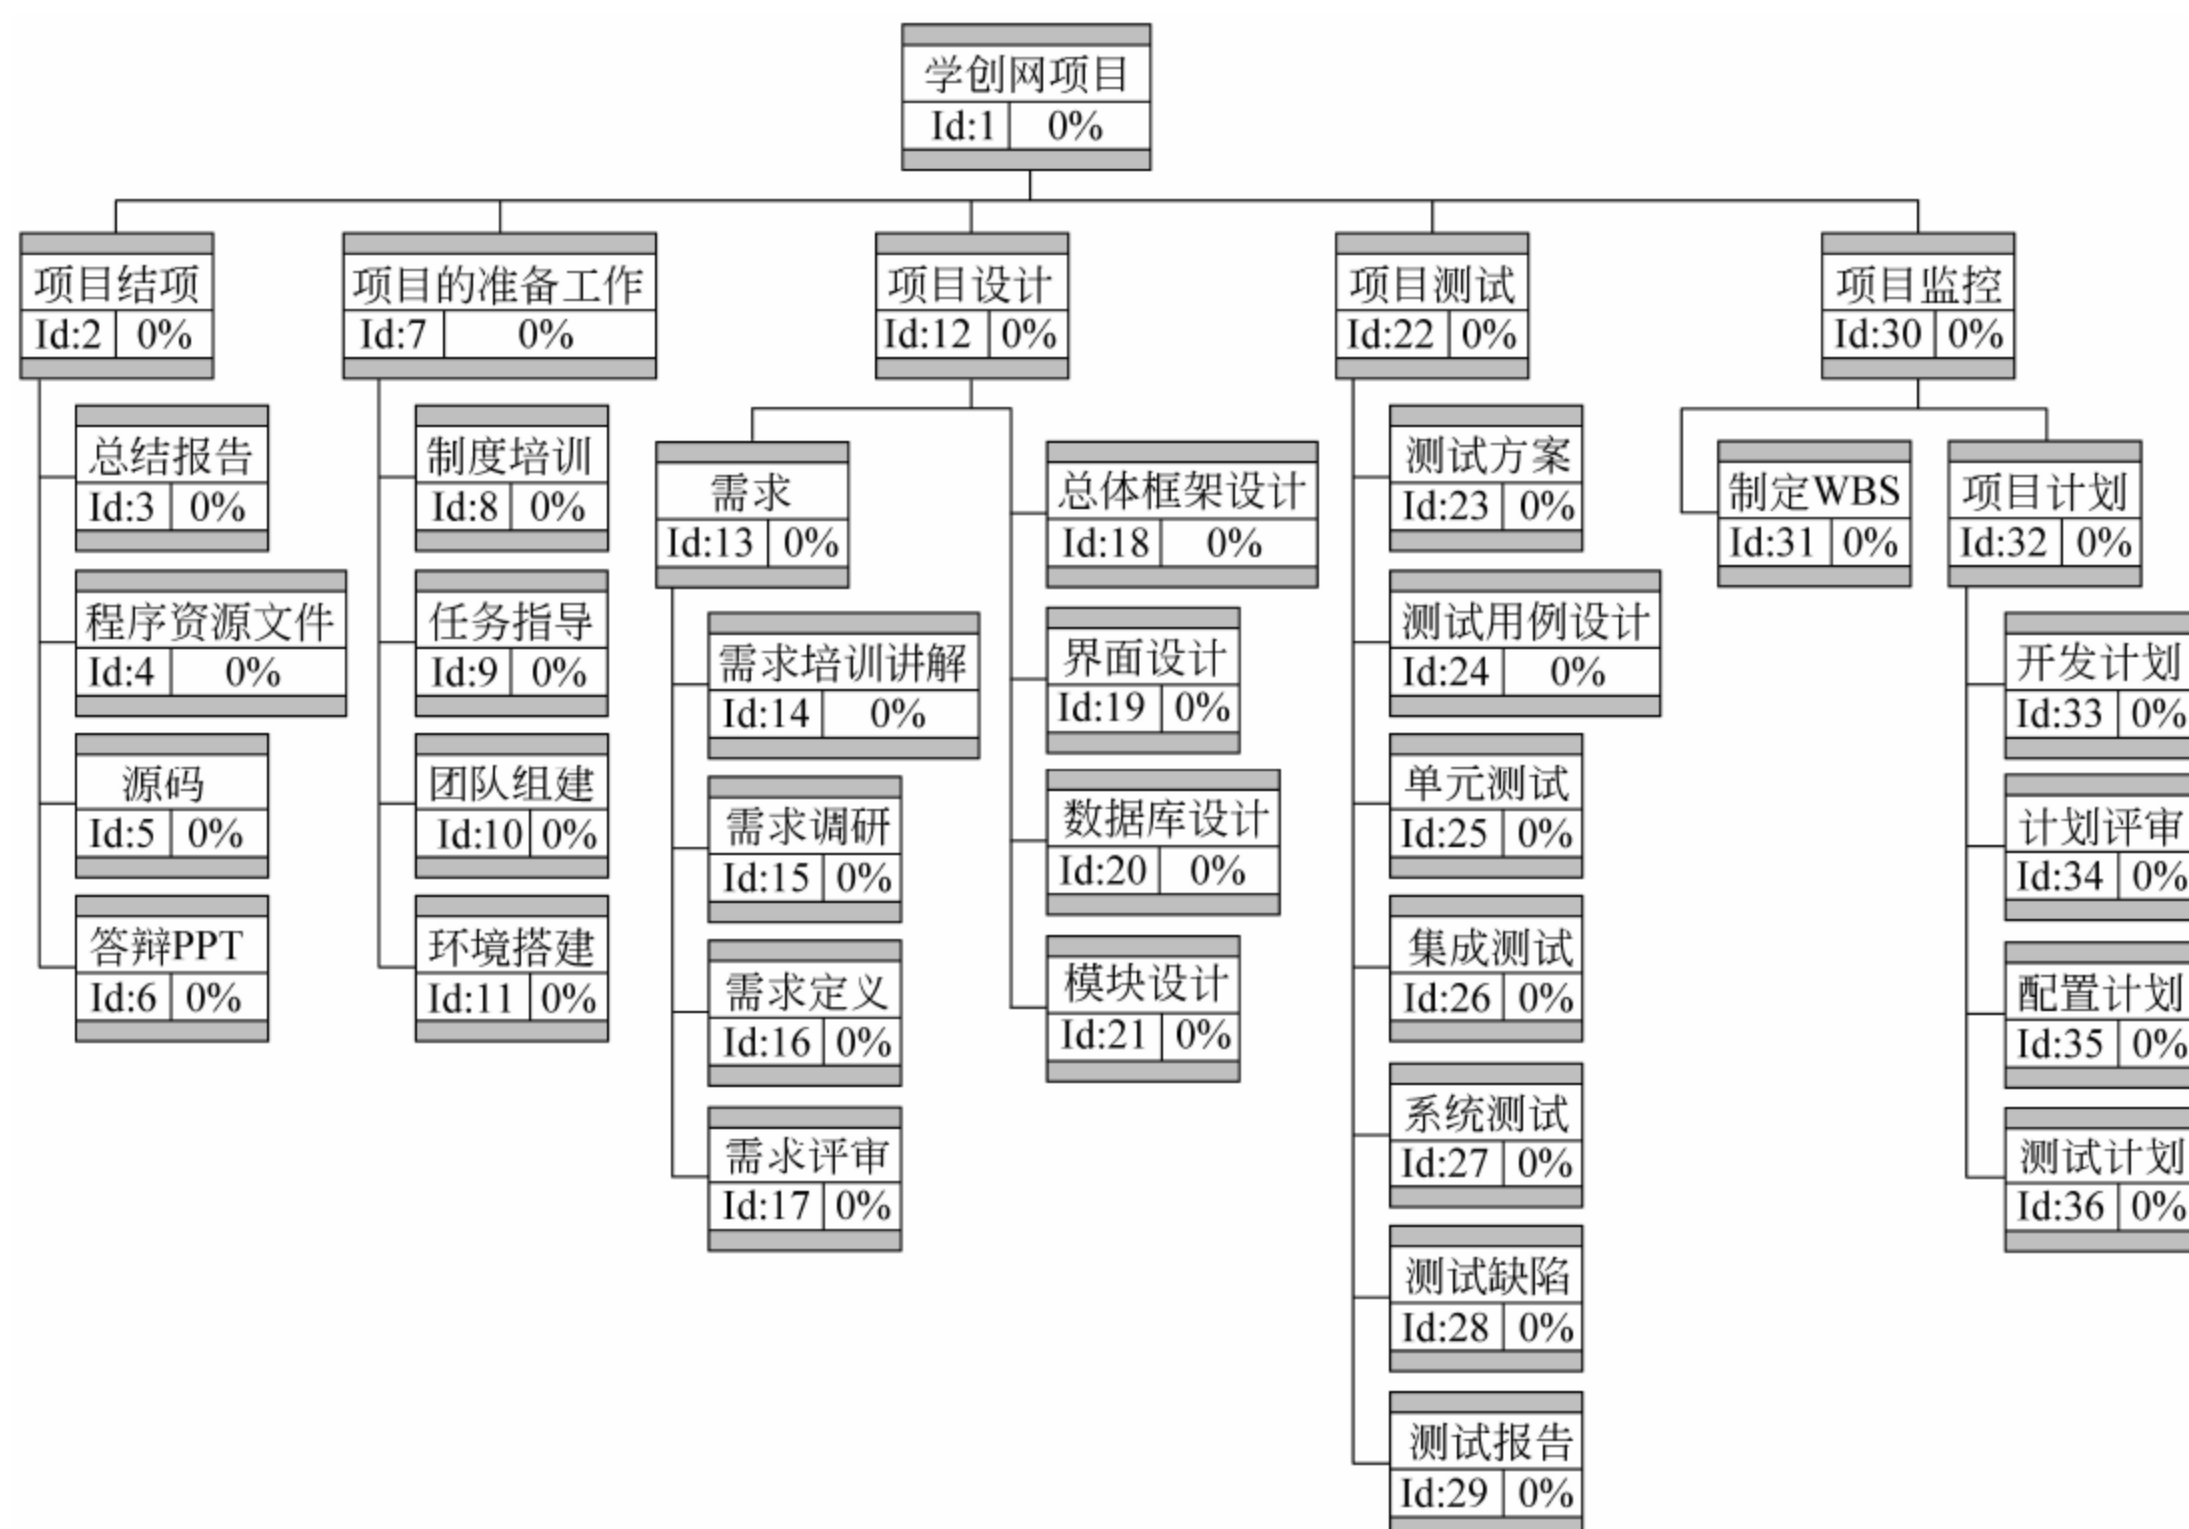 学创网项目
Id:1 0%
项目结项
Id:2 0%
总结报告
Id:3 0%
程序资源文件
Id:4 0%
源码
Id:5 0%
答辩PPT
Id:6 0%
项目的准备工作
Id:7 0%
制度培训
Id:8 0%
任务指导
Id:9 0%
团队组建
Id:10 0%
环境搭建
Id:11 0%
项目设计
Id:12 0%
需求
Id:13 0%
需求培训讲解
Id:14 0%
需求调研
Id:15 0%
需求定义
Id:16 0%
需求评审
Id:17 0%
总体框架设计
Id:18 0%
界面设计
Id:19 0%
数据库设计
Id:20 0%
模块设计
Id:21 0%
项目测试
Id:22 0%
测试方案
Id:23 0%
测试用例设计
Id:24 0%
单元测试
Id:25 0%
集成测试
Id:26 0%
系统测试
Id:27 0%
测试缺陷
Id:28 0%
测试报告
Id:29 0%
项目监控
Id:30 0%
制定WBS
Id:31 0%
项目计划
Id:32 0%
开发计划
Id:33 0%
计划评审
Id:34 0%
配置计划
Id:35 0%
测试计划
Id:36 0%